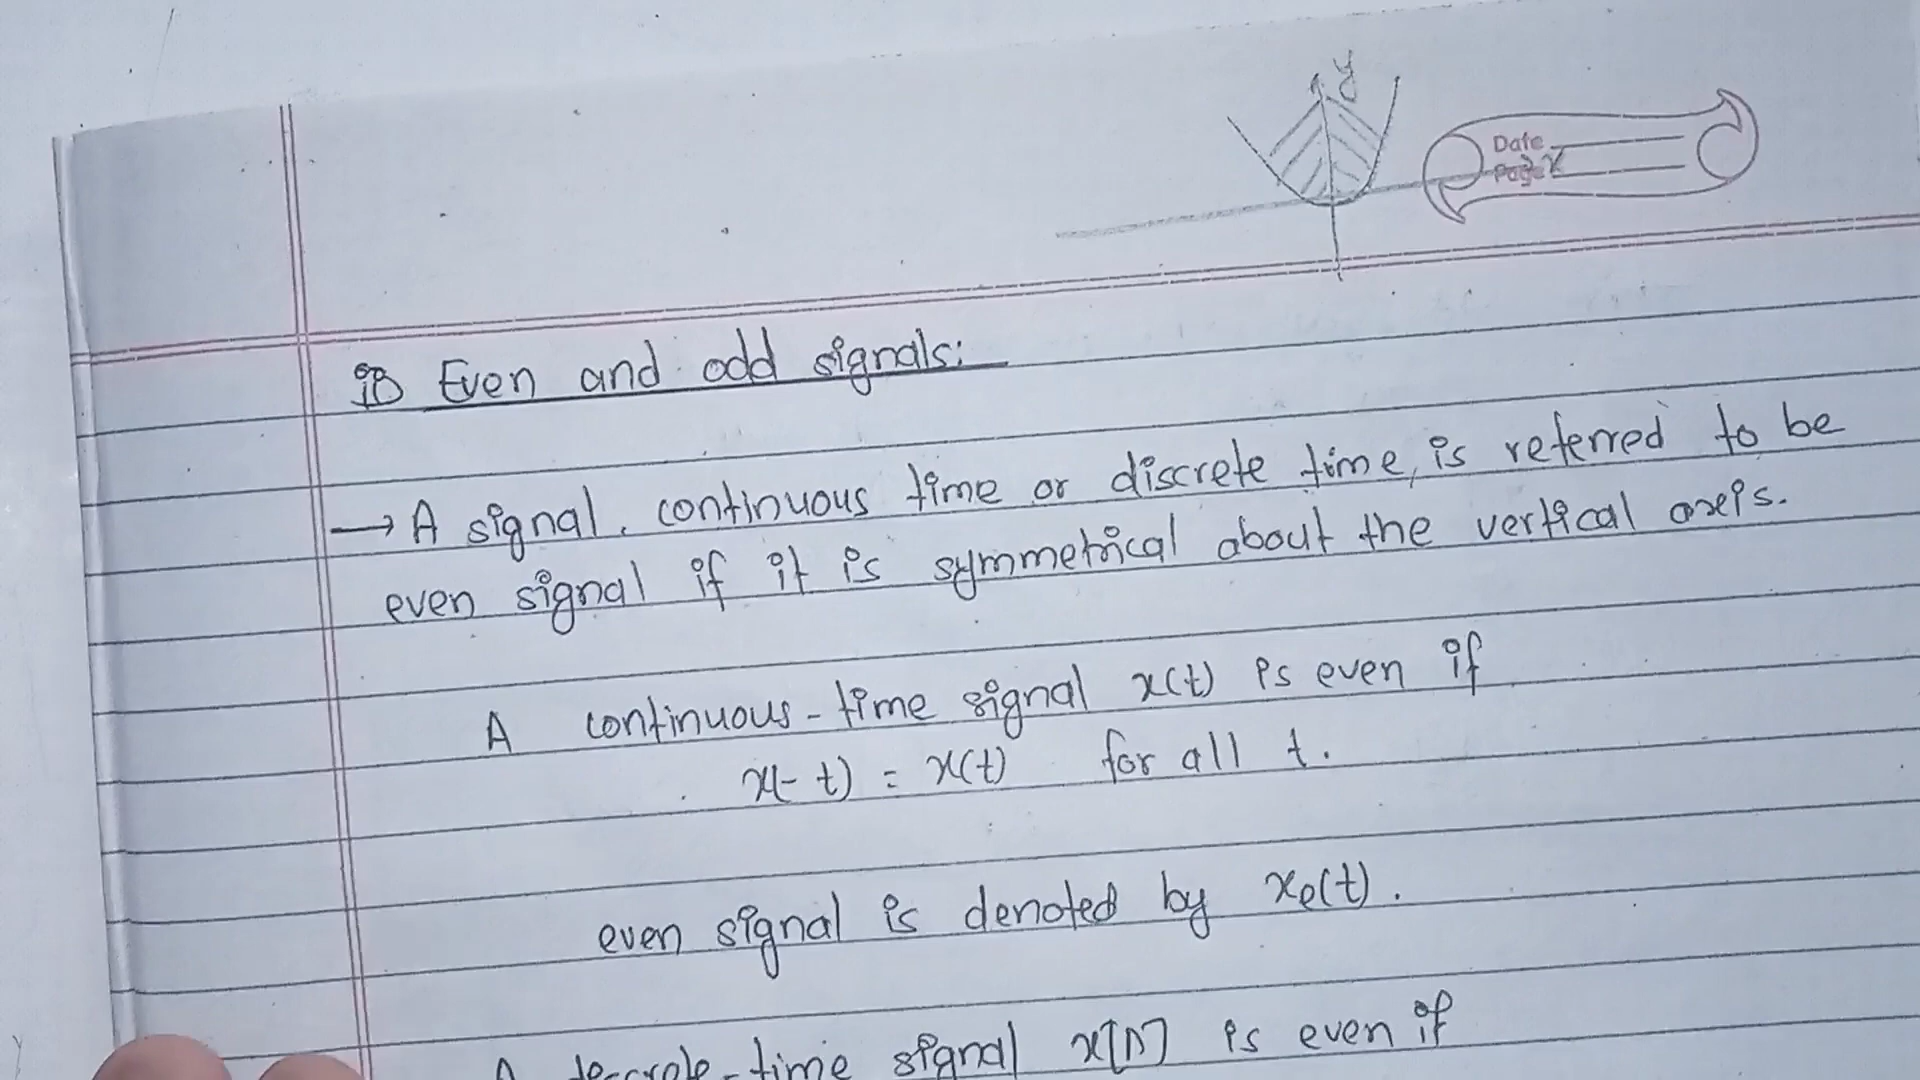 y
Date
Page x
ii) Even and odd signals:
→ A signal, continuous time or discrete time, is referred to be
even signal if it is symmetrical about the vertical axis.
A continuous-time signal x(t) is even if
x(-t) = x(t) for all t.
even signal is denoted by xe(t).
A -time signal x[n] is even if